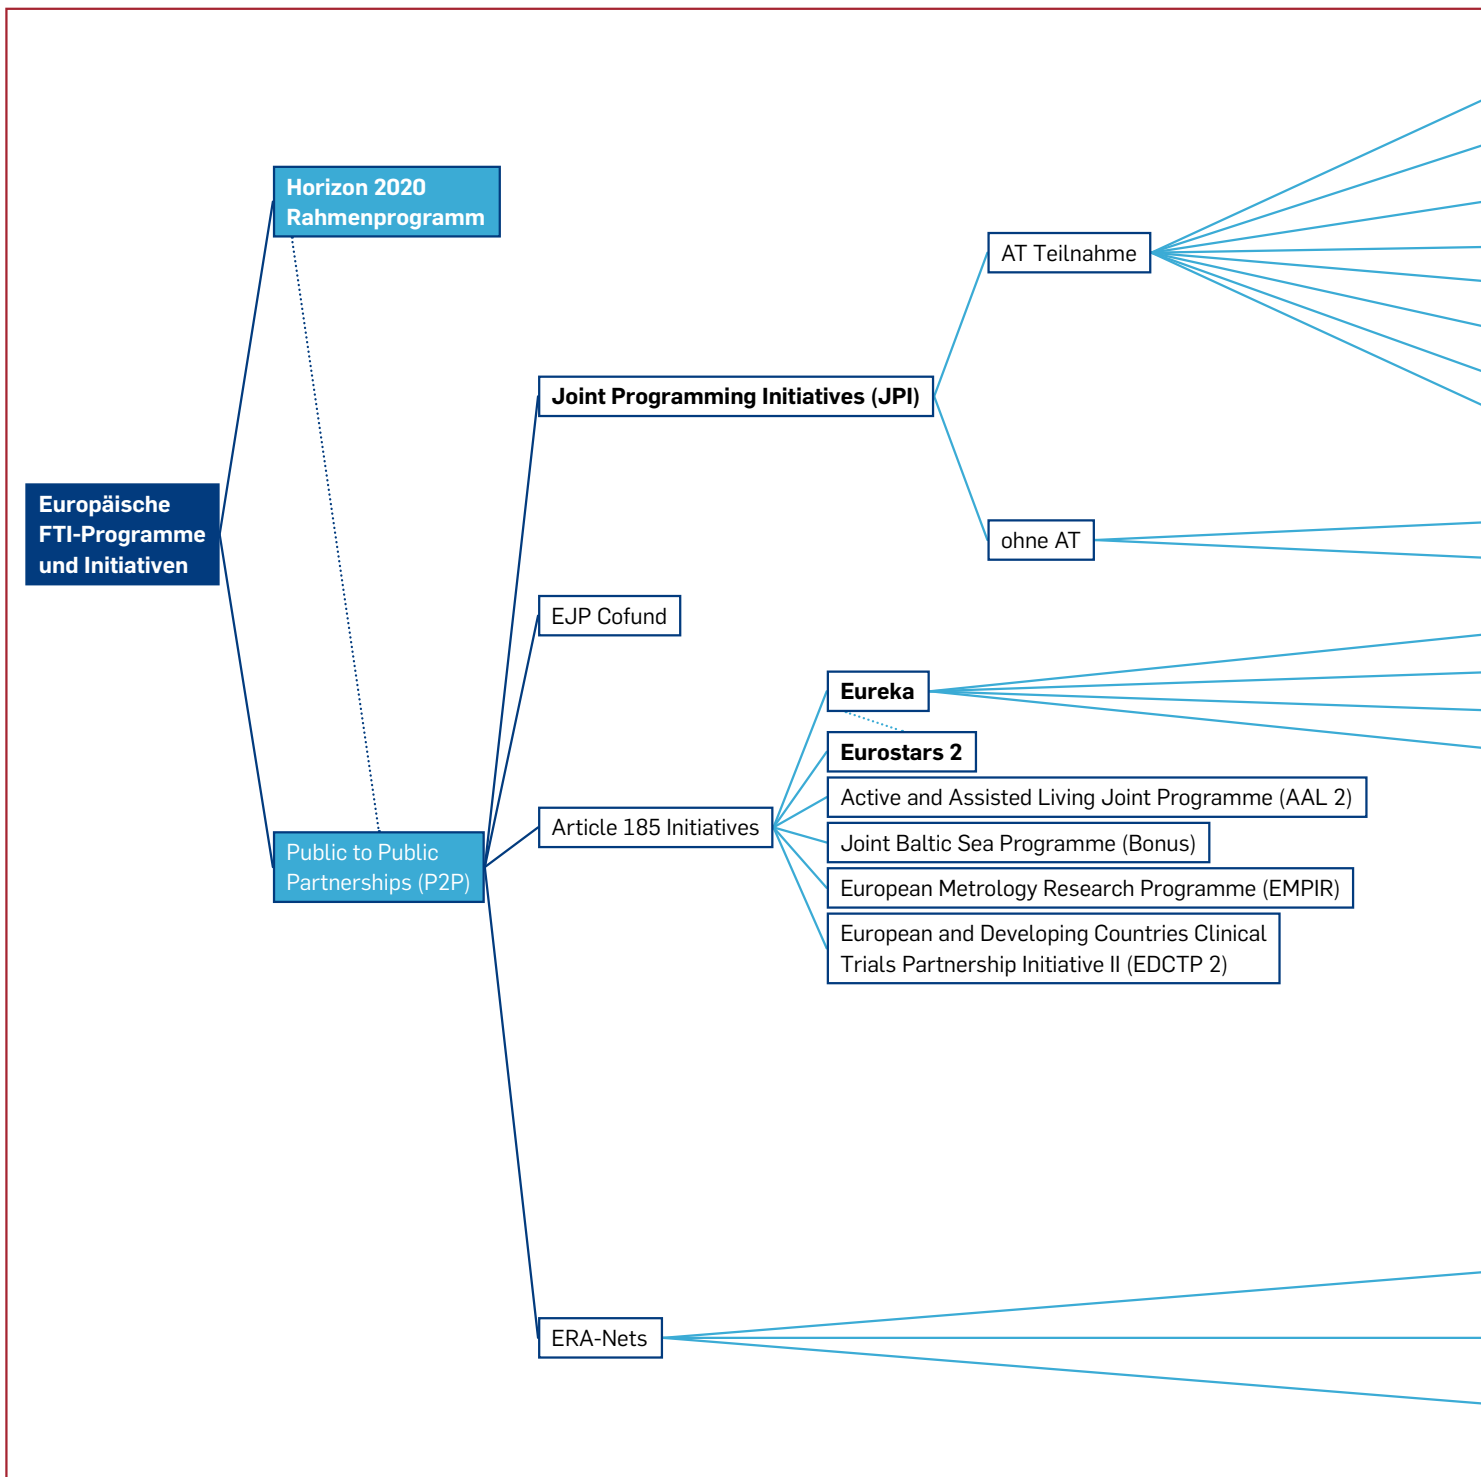 Horizon 2020
Rahmenprogramm
AT Teilnahme
Joint Programming Initiatives (JPI)
Europäische
FTI-Programme
und Initiativen
ohne AT
EJP Cofund
Eureka
Eurostars 2
Active and Assisted Living Joint Programme (AAL 2)
Article 185 Initiatives
Joint Baltic Sea Programme (Bonus)
Public to Public
Partnerships (P2P)
European Metrology Research Programme (EMPIR)
European and Developing Countries Clinical
Trials Partnership Initiative II (EDCTP 2)
ERA-Nets